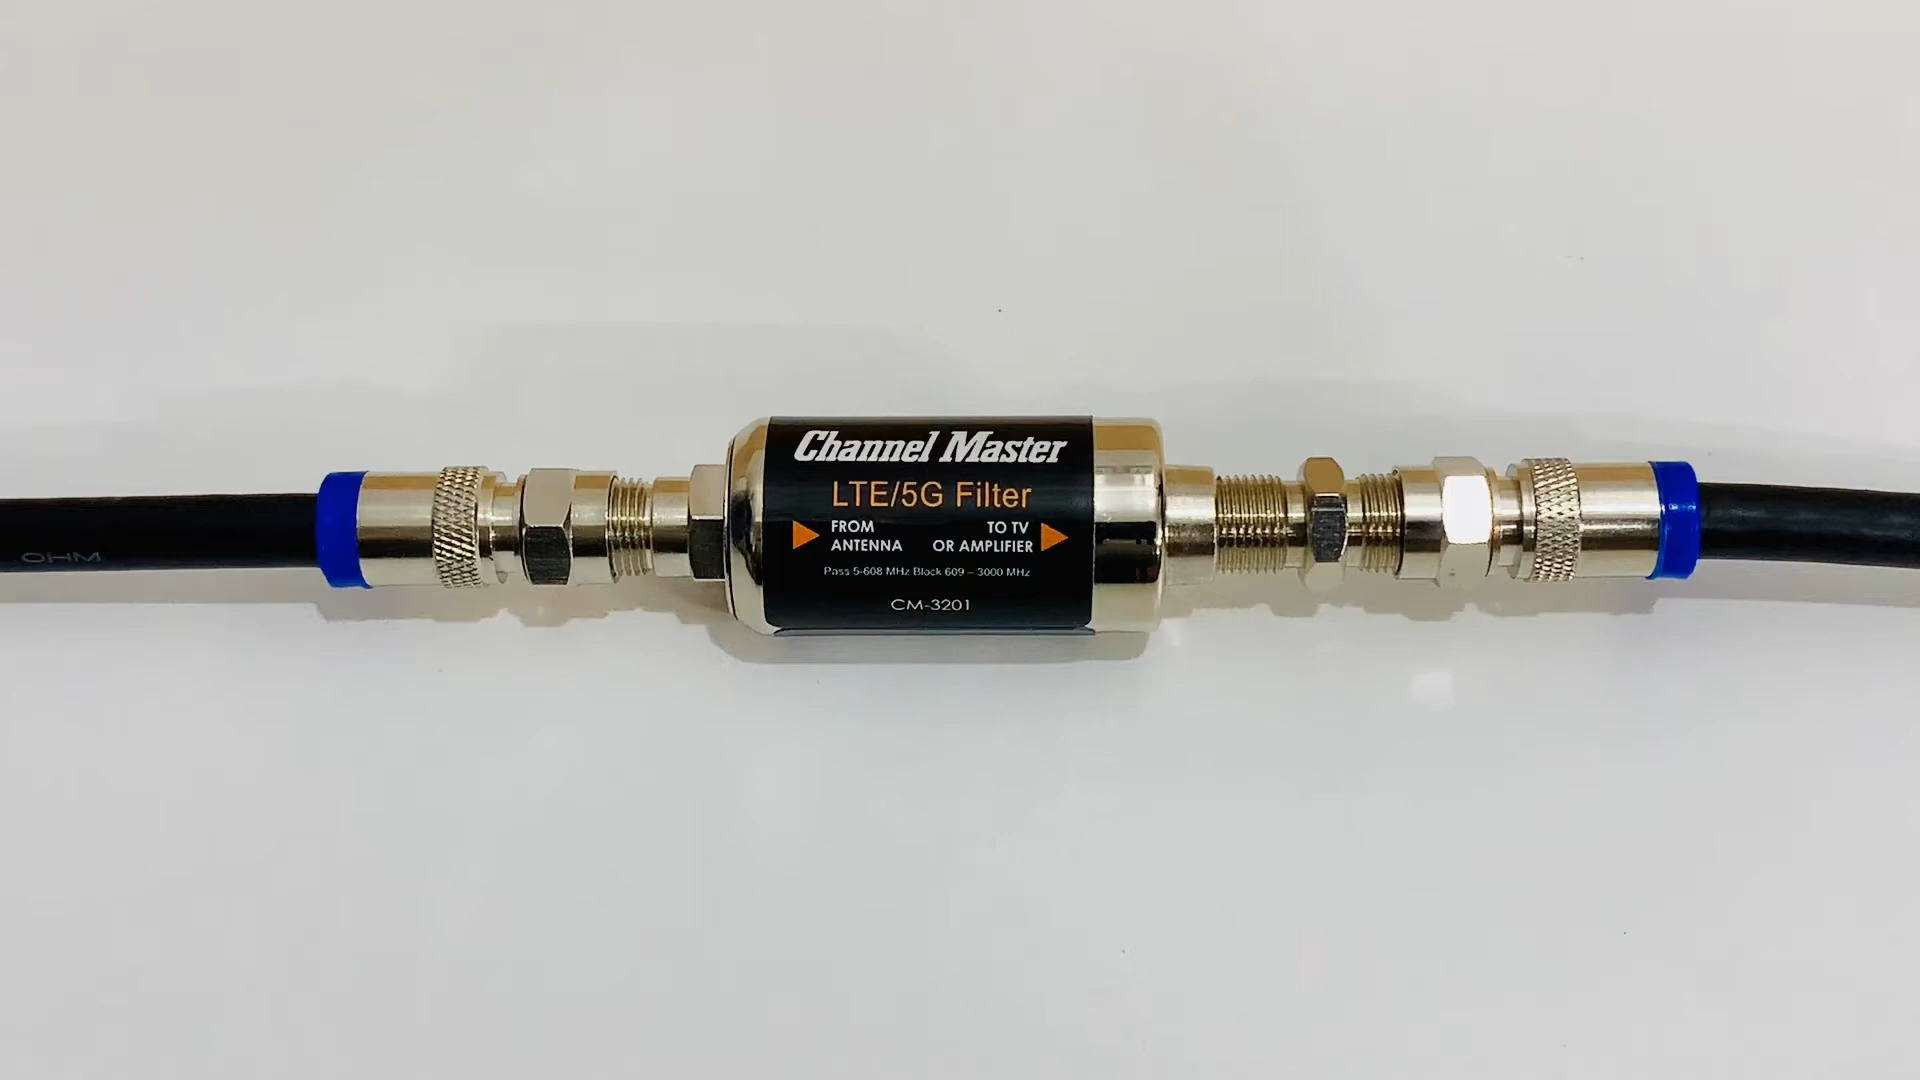 OHM
Channel Master
LTE/5G Filter
FROM ANTENNA
TO TV OR AMPLIFIER
Pass 5-608 MHz Block 609 – 3000 MHz
CM-3201